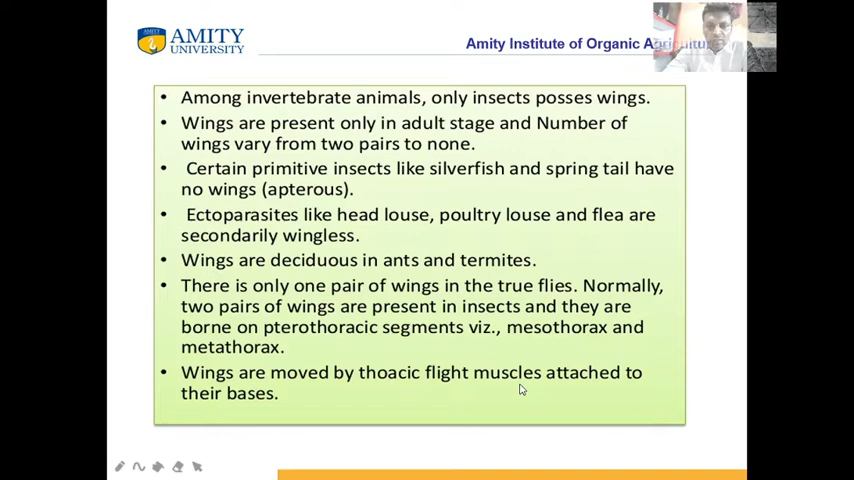 AMITY
AMITY
UNIVERSITY
Amity Institute of Organic Agricultur
• Among invertebrate animals, only insects posses wings.
• Wings are present only in adult stage and Number of
wings vary from two pairs to none.
• Certain primitive insects like silverfish and spring tail have
no wings (apterous).
• Ectoparasites like head louse, poultry louse and flea are
secondarily wingless.
• Wings are deciduous in ants and termites.
• There is only one pair of wings in the true flies. Normally,
two pairs of wings are present in insects and they are
borne on pterothoracic segments viz., mesothorax and
metathorax.
• Wings are moved by thoacic flight muscles attached to
their bases.